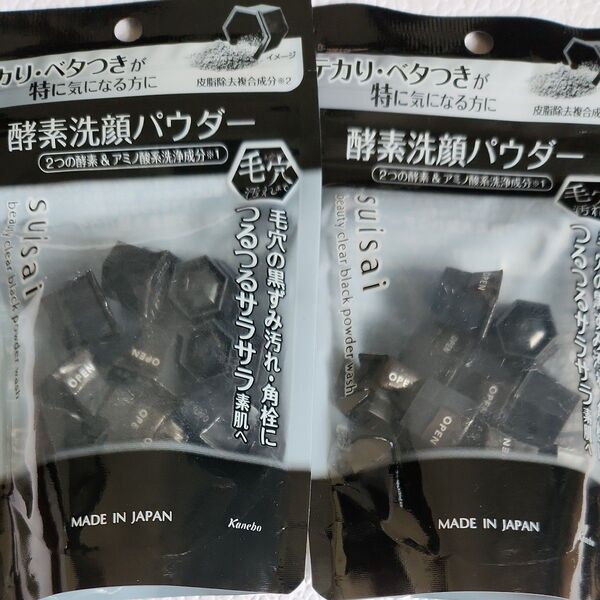 イメージ
テカリ・ベタつきが
特に気になる方に
皮脂除去複合成分※2
酵素洗顔パウダー
2つの酵素&アミノ酸系洗浄成分※1
毛穴
毛穴の黒ずみ汚れ・角栓に
つるつるサラサラ素肌へ
suisai
beauty clear black powder wash
OPEN
OPEN
OPEN
MADE IN JAPAN
Kanebo
テカリ・ベタつきが
特に気になる方に
皮脂除去複合成分
酵素洗顔パウダー
2つの酵素&アミノ酸系洗浄成分※1
毛穴
つるつるサラサラ
suisai
beauty clear black powder wash
OPEN
OPEN
OPEN
OPEN
OPEN
MADE IN JAPAN